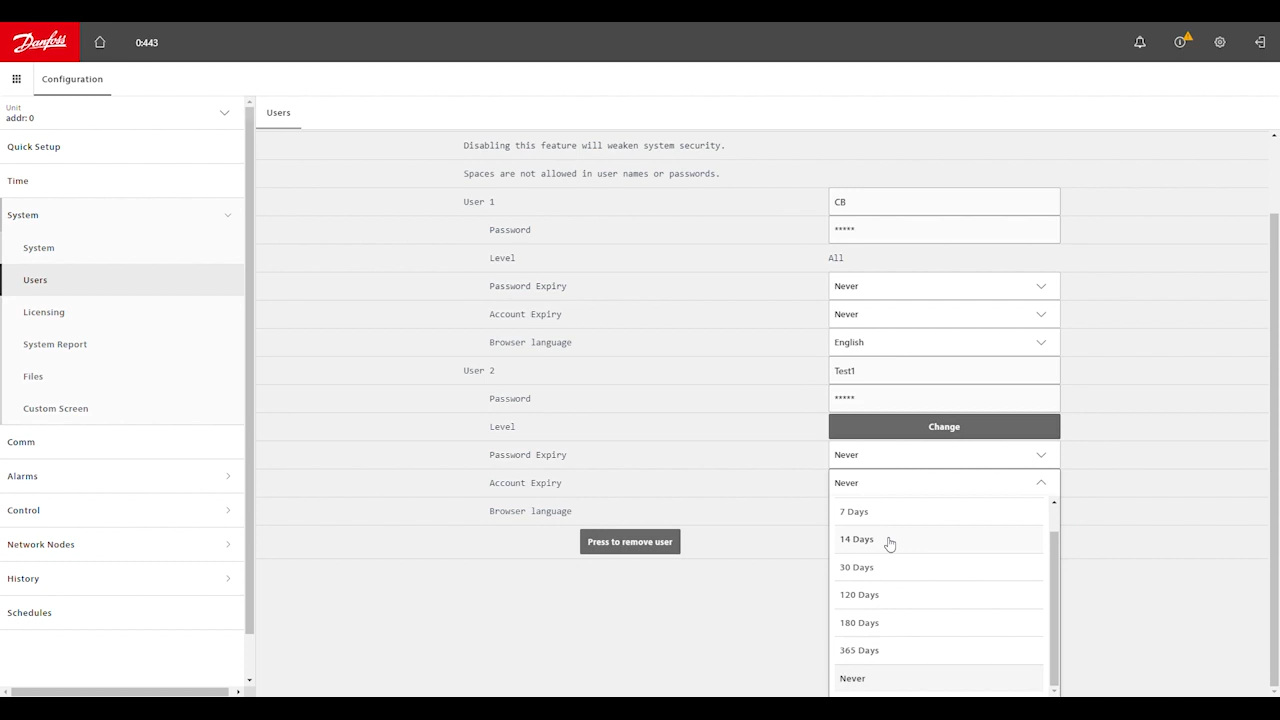 Danfoss
0:443
Configuration
Unit
addr: 0
Users
Quick Setup
Disabling this feature will weaken system security.
Time
Spaces are not allowed in user names or passwords.
System
User 1 CB
System
Password *****
Users
Level All
Licensing
Password Expiry Never
System Report
Account Expiry Never
Files
Browser language English
Custom Screen
User 2 Test1
Comm
Password *****
Alarms
Level Change
Control
Password Expiry Never
Network Nodes
Account Expiry Never
History
Browser language
Schedules
Press to remove user
7 Days
14 Days
30 Days
120 Days
180 Days
365 Days
Never